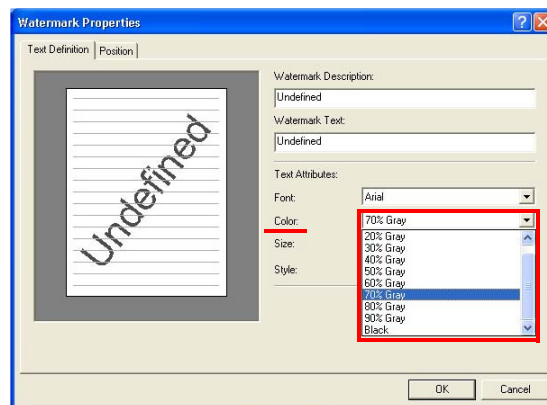 Watermark Properties
Text Definition
Position
Undefined
Watermark Description:
Undefined
Watermark Text:
Undefined
Text Attributes:
Font: Arial
Color: 70% Gray
Size:
Style:
20% Gray
30% Gray
40% Gray
50% Gray
60% Gray
70% Gray
80% Gray
90% Gray
Black
OK Cancel